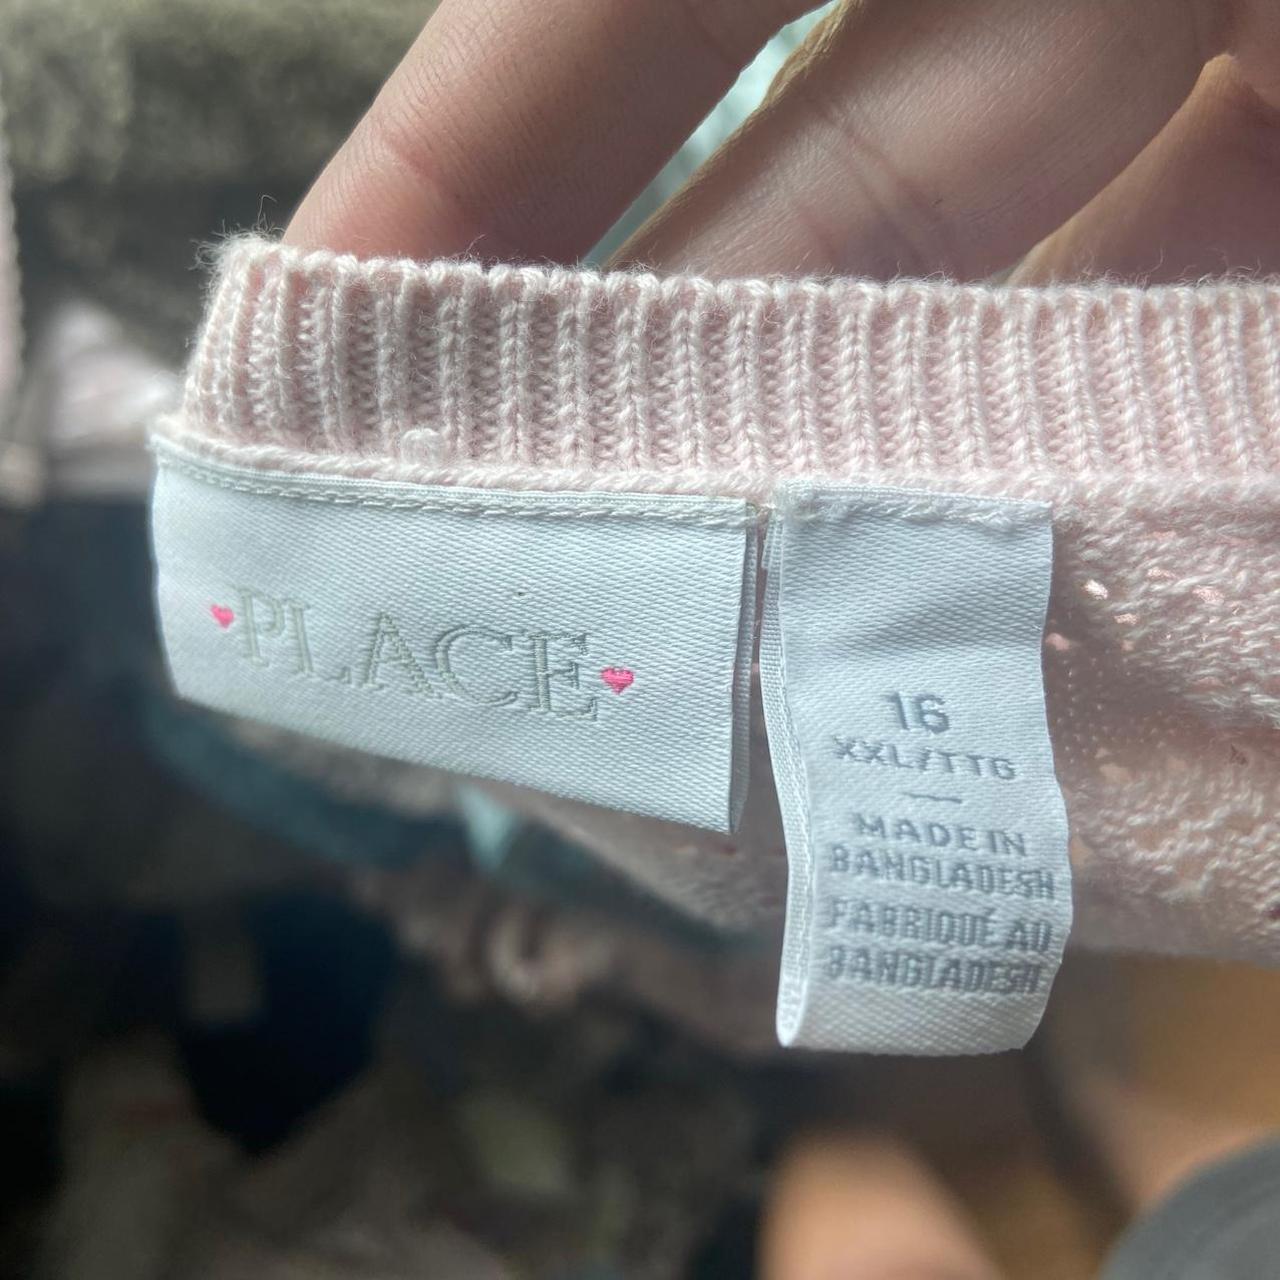 PLACE
16
XXL/TTG
—
MADE IN
BANGLADESH
FABRIQUÉ AU
BANGLADESH